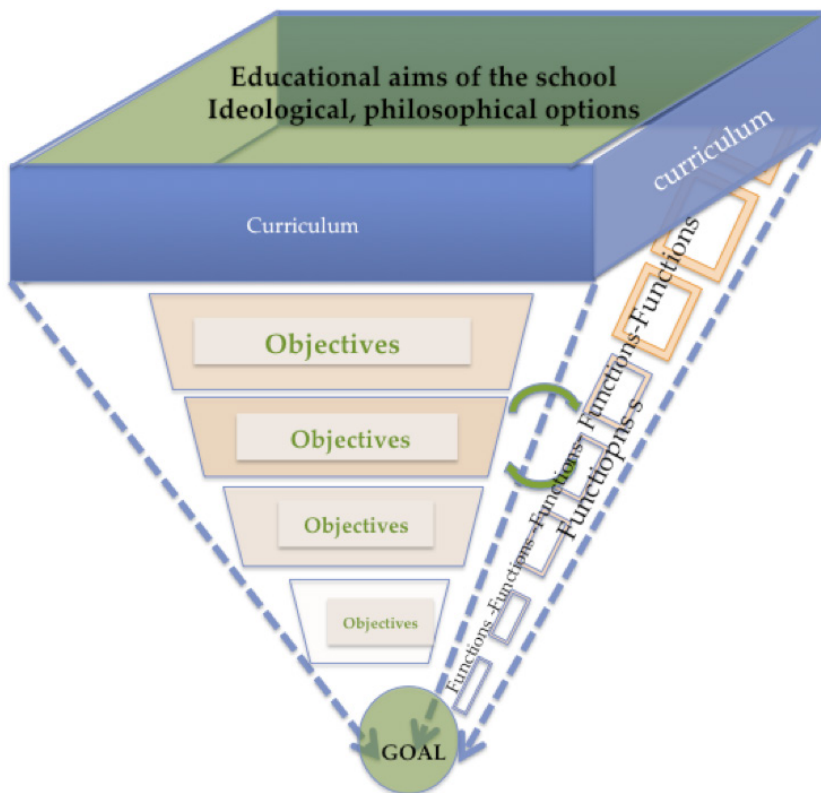 Educational aims of the school
Ideological, philosophical options
Curriculum
curriculum
Objectives
Objectives
Objectives
Objectives
Functions -Functions -Functions- Functions-Functions
Functiopns s
GOAL